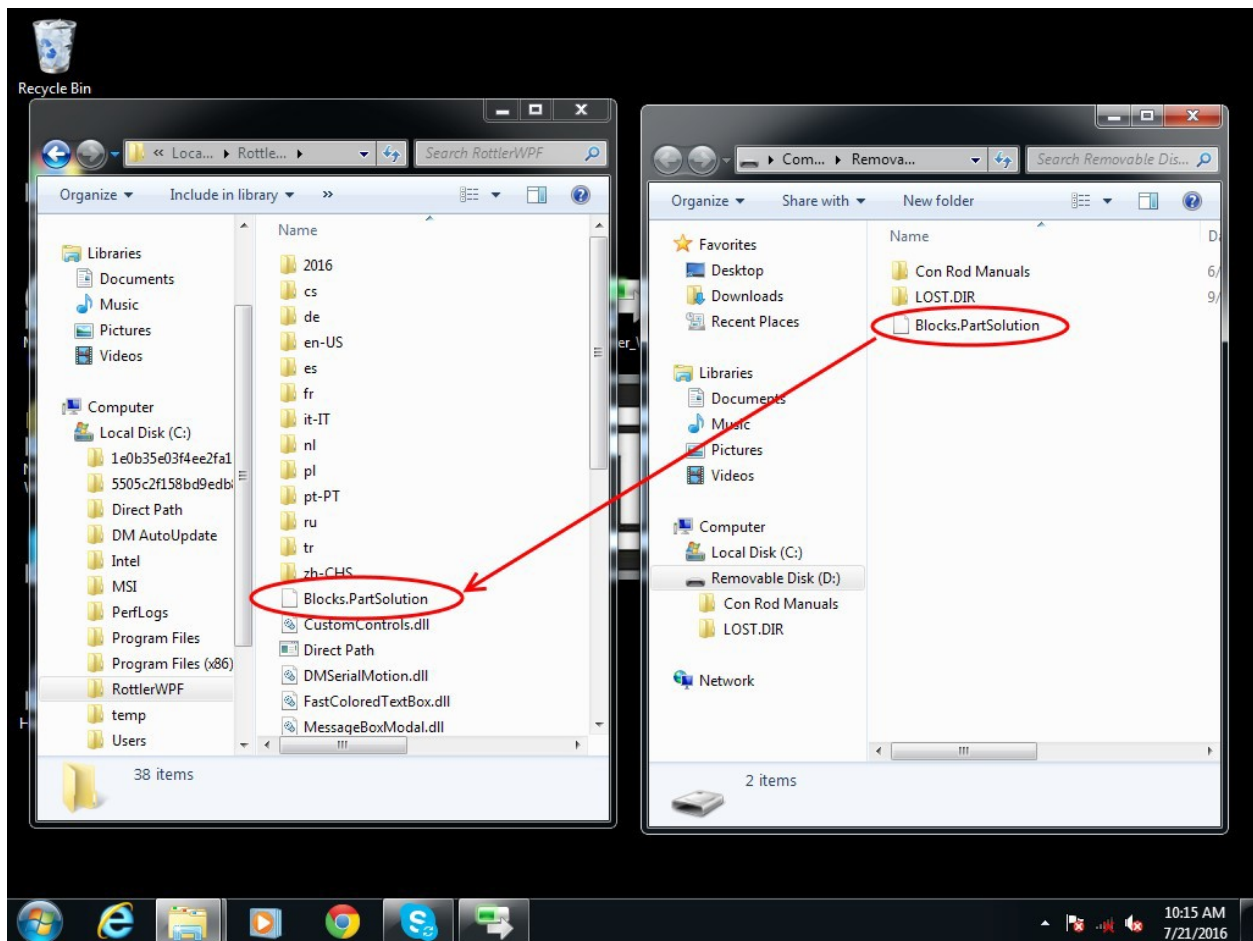 Recycle Bin
« Loca... Rottle...
Search RottlerWPF
Organize
Include in library
»
Libraries
Documents
Music
Pictures
Videos
Computer
Local Disk (C:)
1e0b35e03f4ee2fa1
5505c2f158bd9edb
Direct Path
DM AutoUpdate
Intel
MSI
PerfLogs
Program Files
Program Files (x86)
RottlerWPF
temp
Users
Name
2016
cs
de
en-US
es
fr
it-IT
nl
pl
pt-PT
ru
tr
zh-CHS
Blocks.PartSolution
CustomControls.dll
Direct Path
DMSerialMotion.dll
FastColoredTextBox.dll
MessageBoxModal.dll
38 items
Com... Remova...
Search Removable Dis...
Organize
Share with
New folder
Favorites
Desktop
Downloads
Recent Places
Libraries
Documents
Music
Pictures
Videos
Computer
Local Disk (C:)
Removable Disk (D:)
Con Rod Manuals
LOST.DIR
Network
Name
Con Rod Manuals
6/
LOST.DIR
9/
Blocks.PartSolution
2 items
10:15 AM
7/21/2016